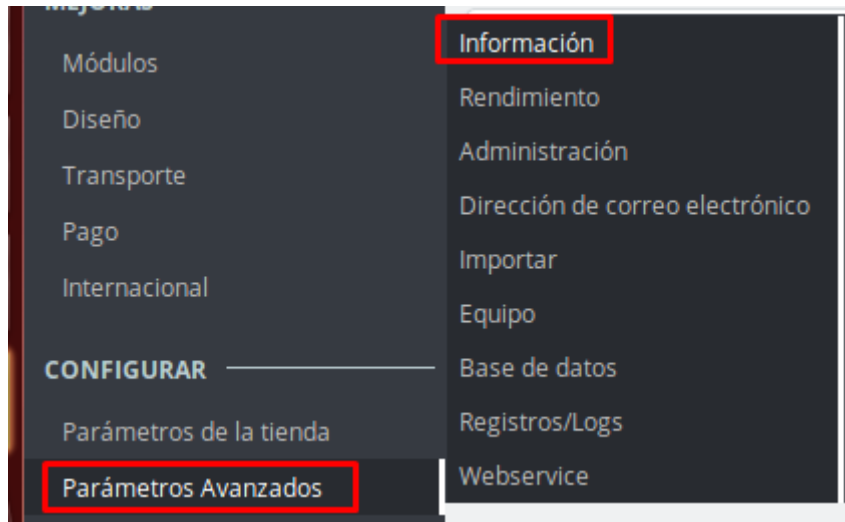 MEJORAS
Módulos
Diseño
Transporte
Pago
Internacional
CONFIGURAR
Parámetros de la tienda
Parámetros Avanzados
Información
Rendimiento
Administración
Dirección de correo electrónico
Importar
Equipo
Base de datos
Registros/Logs
Webservice